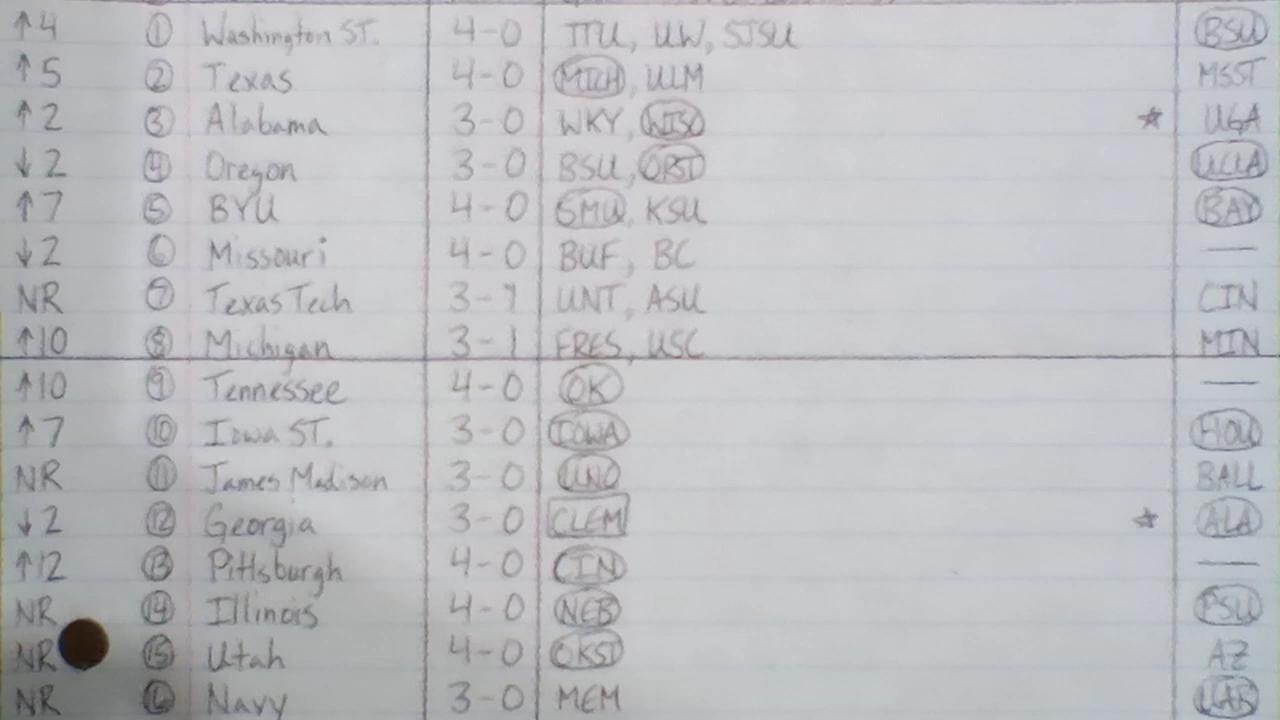 ↑4 ① Washington ST. 4-0 TTU, UW, SJSU BSU
↑5 ② Texas 4-0 MICH, ULM MSST
↑2 ③ Alabama 3-0 WKY, WISC ☆ UGA
↓2 ④ Oregon 3-0 BSU, ORST UCLA
↑7 ⑤ BYU 4-0 SMU, KSU BAY
↓2 ⑥ Missouri 4-0 BUF, BC —
NR ⑦ Texas Tech 3-1 UNT, ASU CIN
↑10 ⑧ Michigan 3-1 FRES, USC MIN
↑10 ⑨ Tennessee 4-0 OK —
↑7 ⑩ Iowa ST. 3-0 IOWA HOU
NR ⑪ James Madison 3-0 UNC BALL
↓2 ⑫ Georgia 3-0 CLEM ☆ ALA
↑12 ⑬ Pittsburgh 4-0 CIN —
NR ⑭ Illinois 4-0 NEB PSU
NR ⑮ Utah 4-0 OKST AZ
NR ⑯ Navy 3-0 MEM UAB